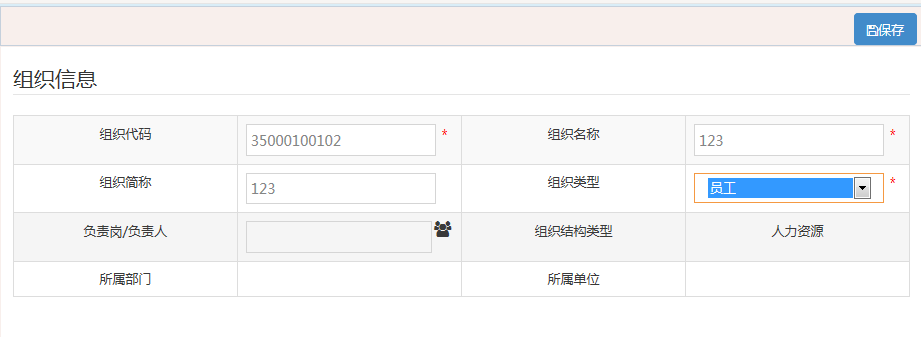 保存
组织信息
组织代码 35000100102 * 组织名称 123 *
组织简称 123 组织类型 员工 *
负责岗/负责人 组织结构类型 人力资源
所属部门 所属单位